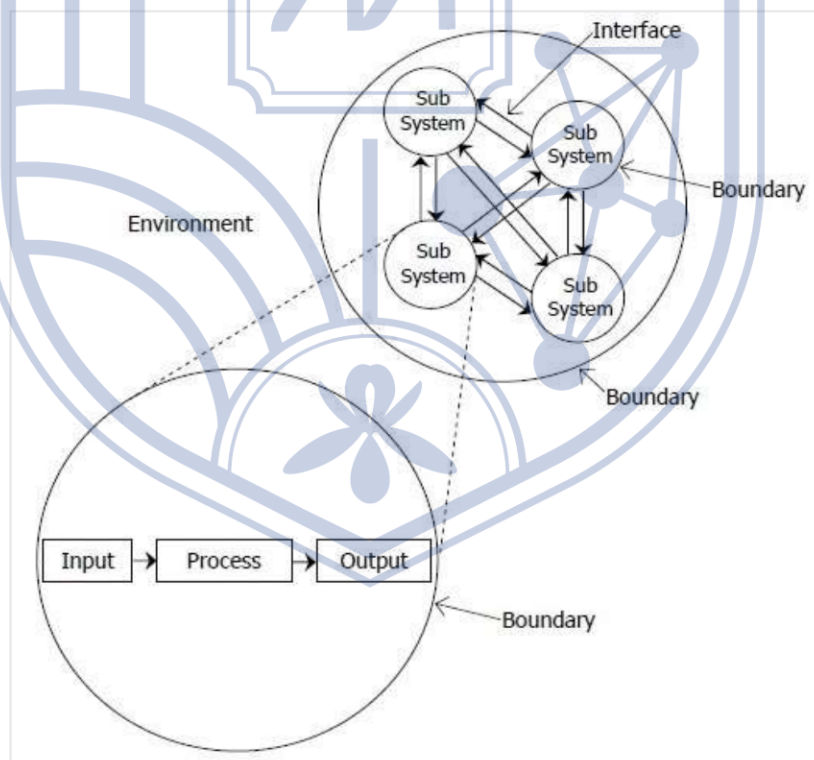 Interface
Sub
System
Sub
System
Boundary
Environment
Sub
System
Sub
System
Boundary
Input
Process
Output
Boundary